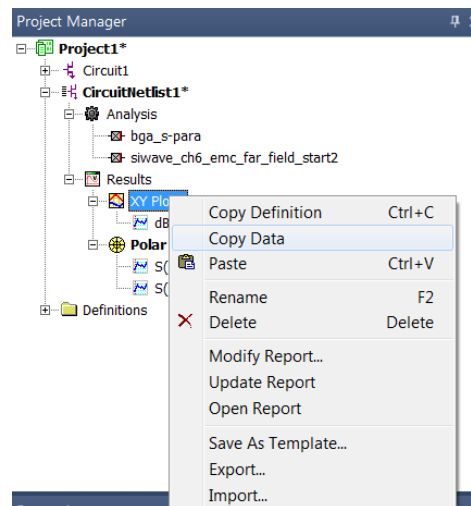 Project Manager
Project1*
Circuit1
CircuitNetlist1*
Analysis
bga_s-para
siwave_ch6_emc_far_field_start2
Results
XY Plo
dB
Polar
S(
S(
Definitions
Copy Definition Ctrl+C
Copy Data
Paste Ctrl+V
Rename F2
Delete Delete
Modify Report...
Update Report
Open Report
Save As Template...
Export...
Import...